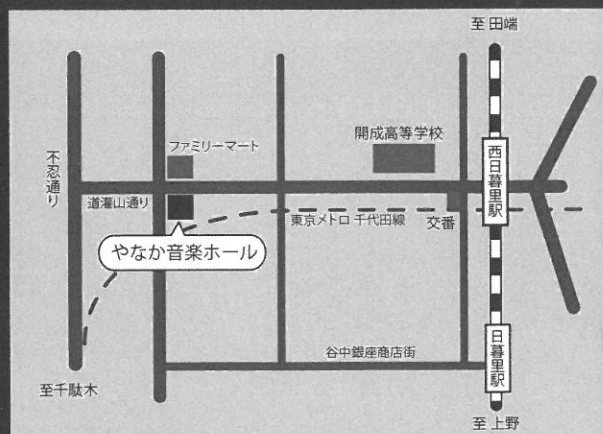 至 田端
ファミリーマート
開成高等学校
不忍通り
西日暮里駅
道灌山通り
東京メトロ 千代田線
交番
やなか音楽ホール
谷中銀座商店街
日暮里駅
至千駄木
至 上野